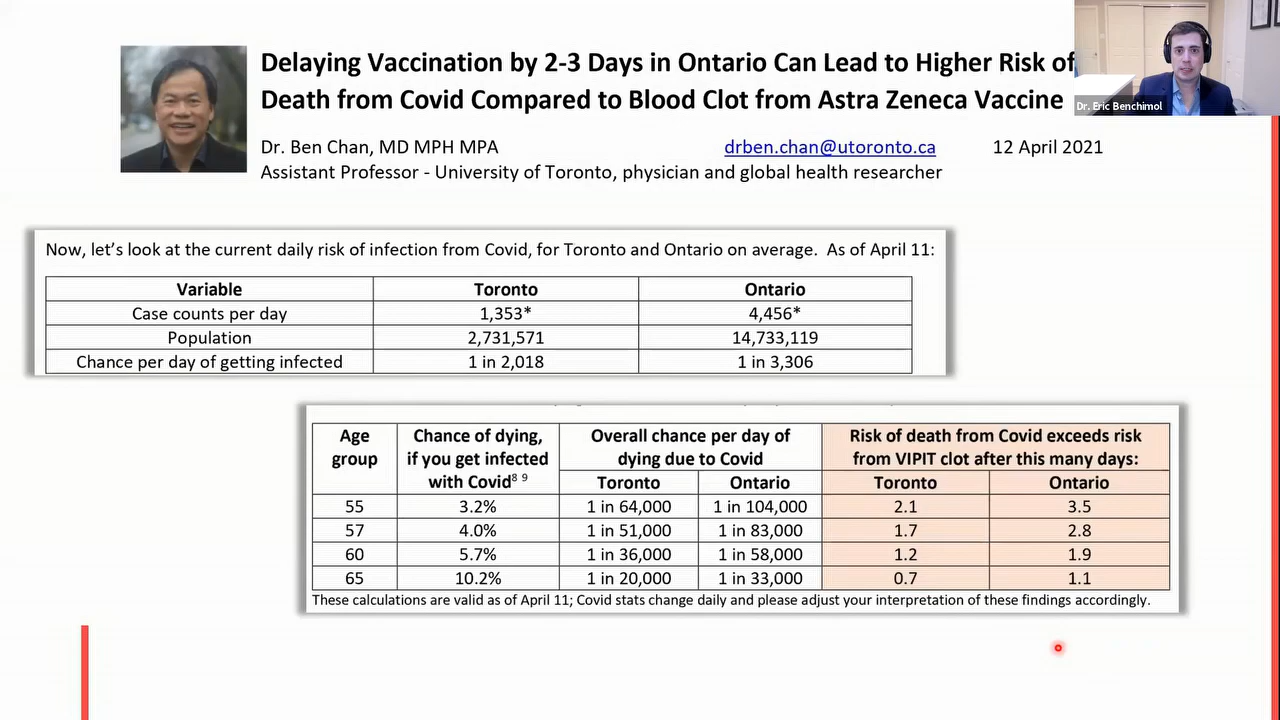 Delaying Vaccination by 2-3 Days in Ontario Can Lead to Higher Risk of
Death from Covid Compared to Blood Clot from Astra Zeneca Vaccine
Dr. Eric Benchimol
Dr. Ben Chan, MD MPH MPA drben.chan@utoronto.ca 12 April 2021
Assistant Professor - University of Toronto, physician and global health researcher
Now, let's look at the current daily risk of infection from Covid, for Toronto and Ontario on average. As of April 11:
Variable Toronto Ontario
Case counts per day 1,353* 4,456*
Population 2,731,571 14,733,119
Chance per day of getting infected 1 in 2,018 1 in 3,306
Age group Chance of dying, if you get infected with Covid8 9 Overall chance per day of dying due to Covid Risk of death from Covid exceeds risk from VIPIT clot after this many days:
Toronto Ontario Toronto Ontario
55 3.2% 1 in 64,000 1 in 104,000 2.1 3.5
57 4.0% 1 in 51,000 1 in 83,000 1.7 2.8
60 5.7% 1 in 36,000 1 in 58,000 1.2 1.9
65 10.2% 1 in 20,000 1 in 33,000 0.7 1.1
These calculations are valid as of April 11; Covid stats change daily and please adjust your interpretation of these findings accordingly.